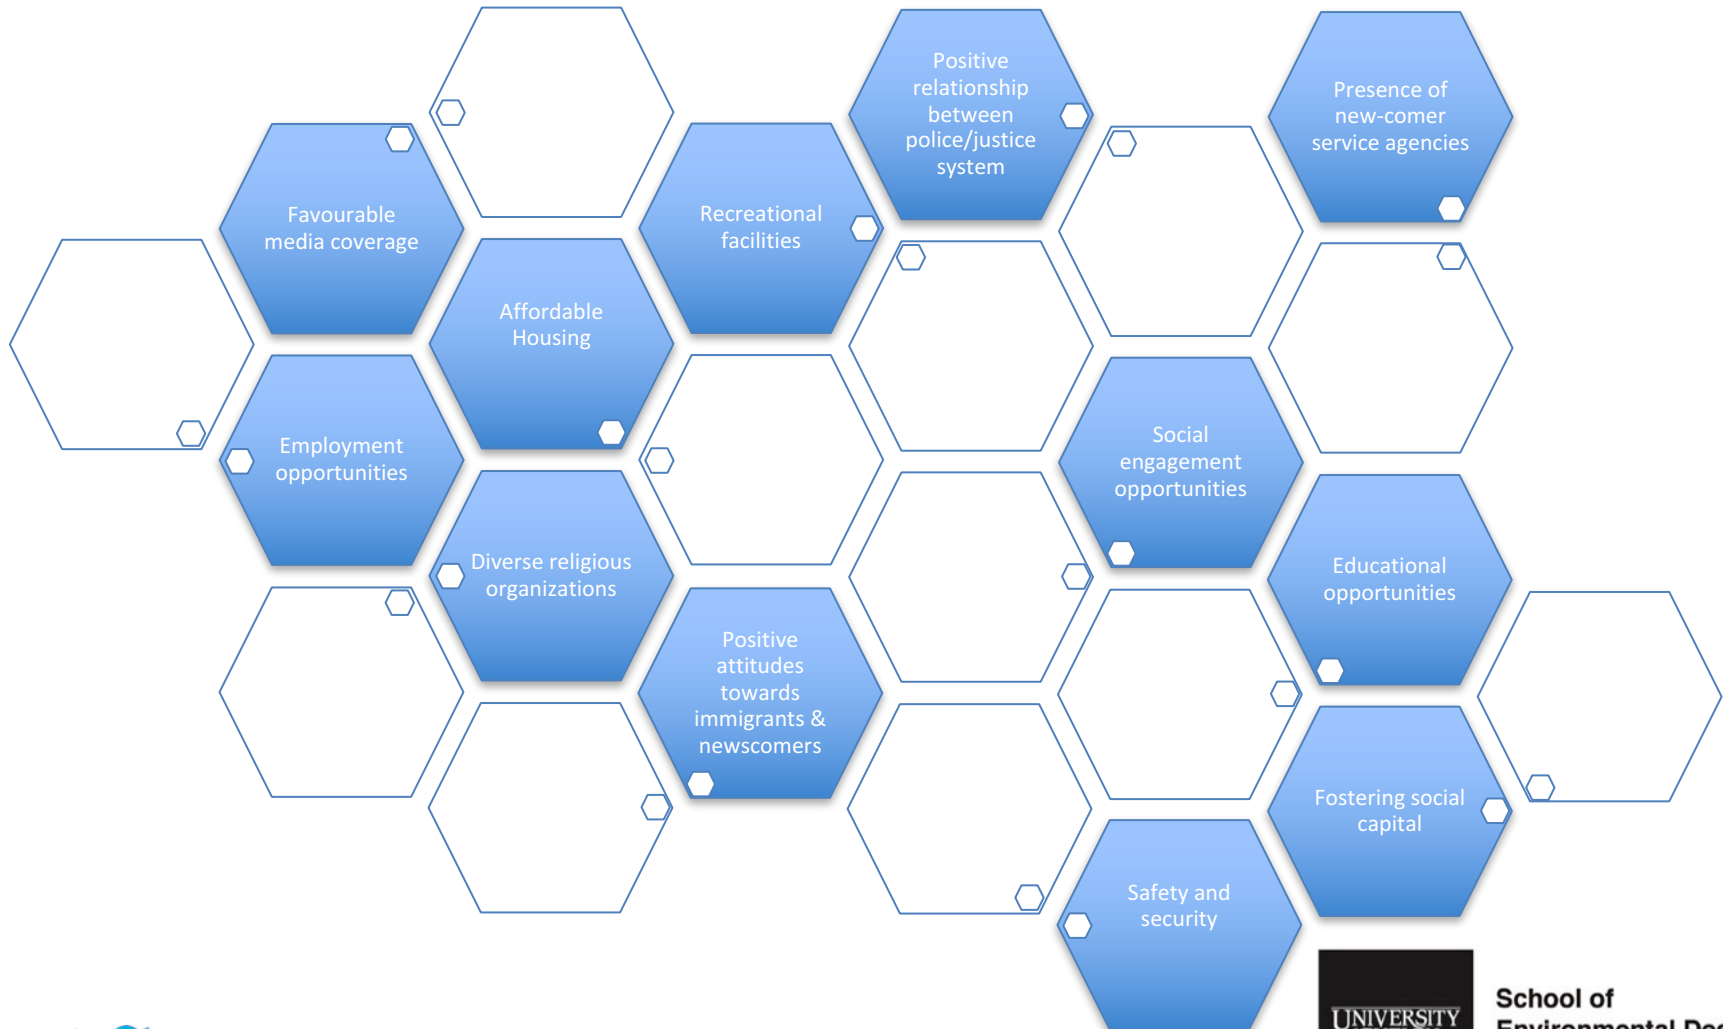 Positive
relationship
between
police/justice
system
Presence of
new-comer
service agencies
Favourable
media coverage
Recreational
facilities
Affordable
Housing
Employment
opportunities
Social
engagement
opportunities
Diverse religious
organizations
Educational
opportunities
Positive
attitudes
towards
immigrants &
newscomers
Fostering social
capital
Safety and
security
UNIVERSITY
School of
Environmental